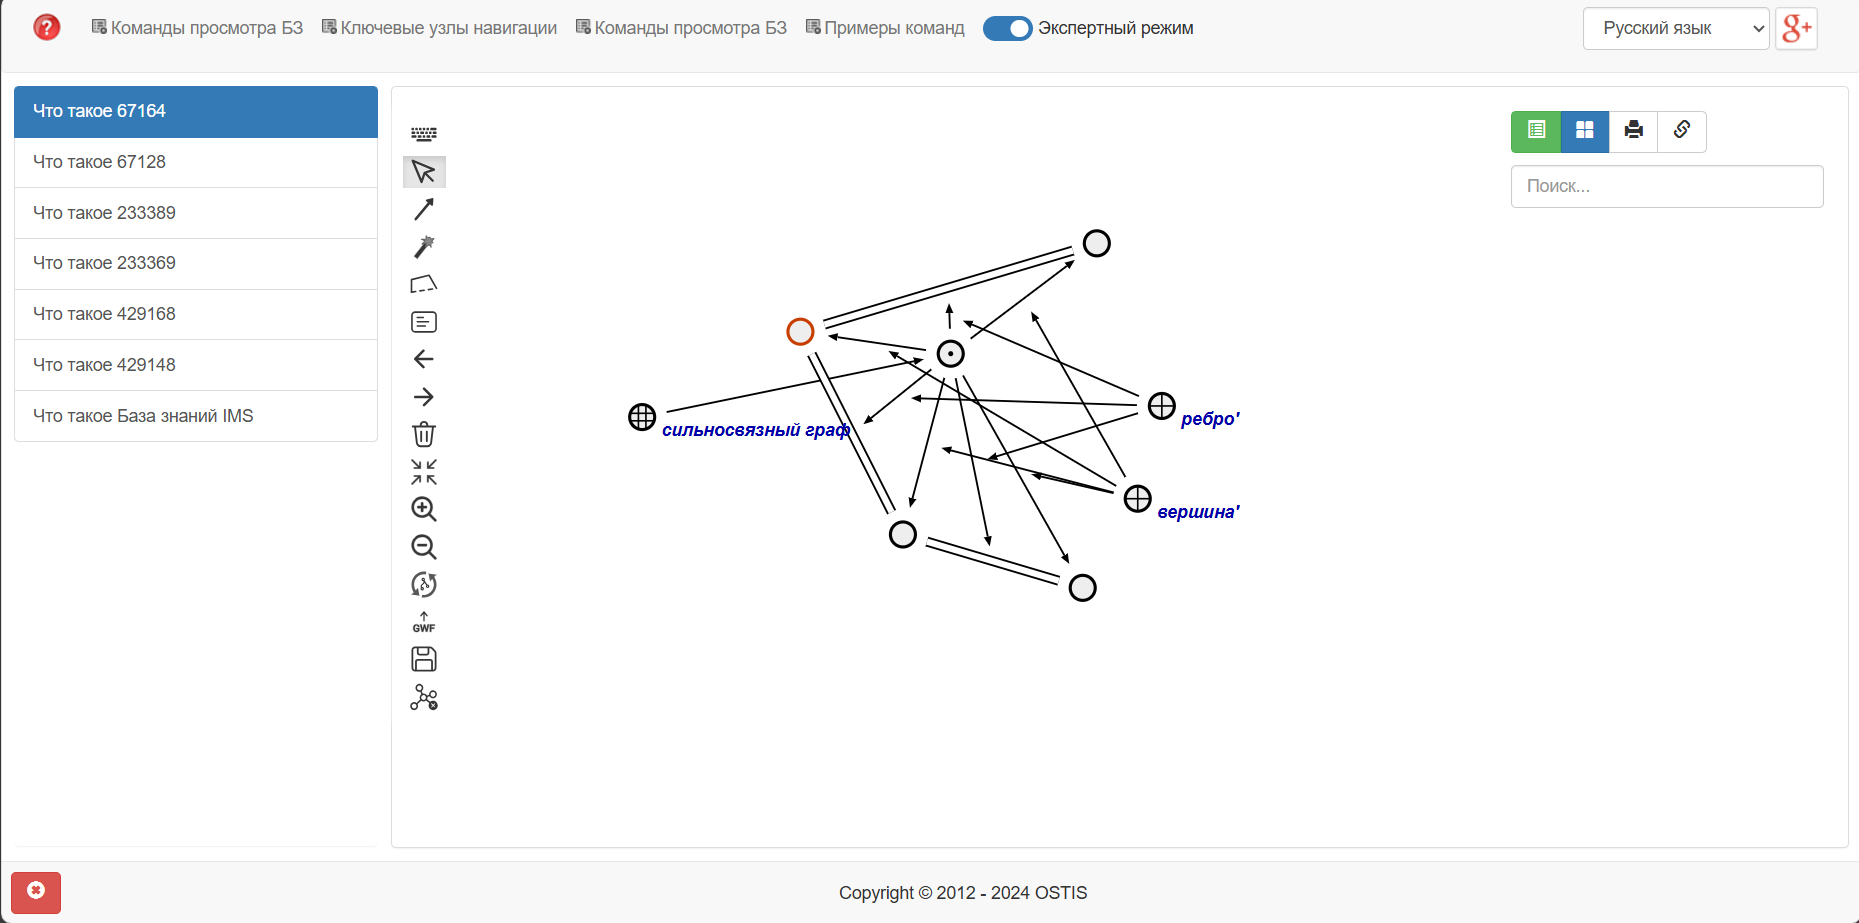 Команды просмотра БЗ Ключевые узлы навигации Команды просмотра БЗ Примеры команд Экспертный режим Русский язык g+
Что такое 67164
Что такое 67128
Что такое 233389
Что такое 233369
Что такое 429168
Что такое 429148
Что такое База знаний IMS
GWF
Поиск...
сильносвязный граф
ребро'
вершина'
Copyright © 2012 - 2024 OSTIS